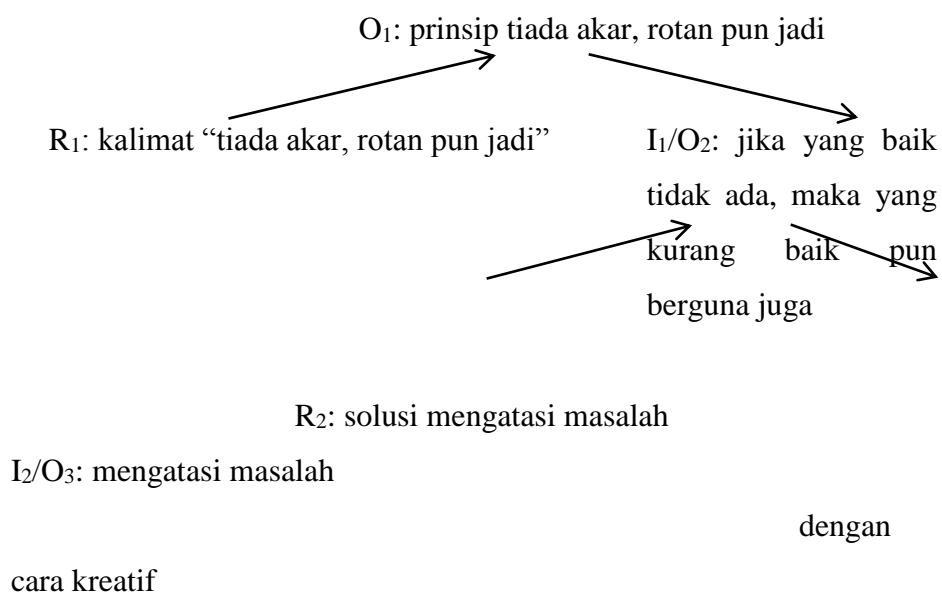 O₁: prinsip tiada akar, rotan pun jadi
R₁: kalimat “tiada akar, rotan pun jadi”
I₁/O₂: jika yang baik
tidak ada, maka yang
kurang baik pun
berguna juga
R₂: solusi mengatasi masalah
I₂/O₃: mengatasi masalah
dengan
cara kreatif